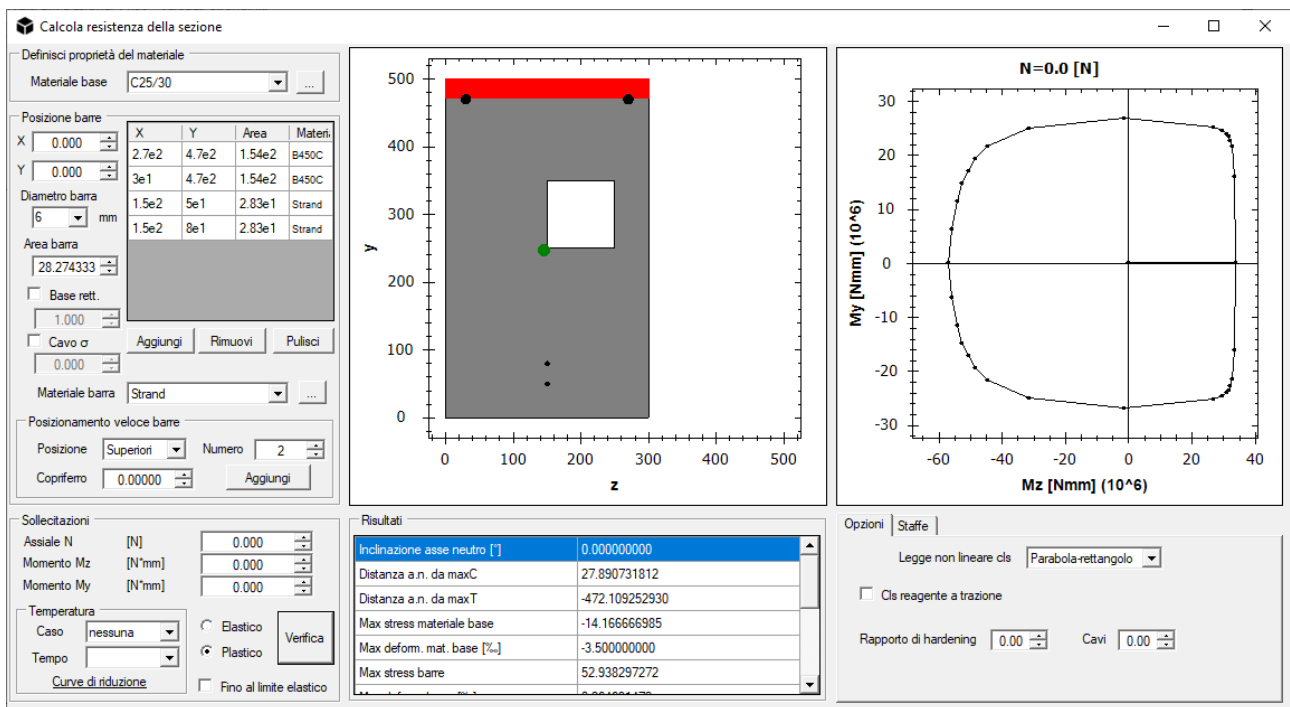 Calcola resistenza della sezione
Definisci proprietà del materiale
Materiale base C25/30 ...
Posizione barre
X 0.000
Y 0.000
Diametro barra
6 mm
Area barra
28.274333
Base rett.
1.000
Cavo σ
0.000
X Y Area Materi
2.7e2 4.7e2 1.54e2 B450C
3e1 4.7e2 1.54e2 B450C
1.5e2 5e1 2.83e1 Strand
1.5e2 8e1 2.83e1 Strand
Aggiungi Rimuovi Pulisci
Materiale barra Strand ...
Posizionamento veloce barre
Posizione Superiori Numero 2
Copriferro 0.00000 Aggiungi
500
400
300
200
100
0
y
0 100 200 300 400 500
z
N=0.0 [N]
30
20
10
0
-10
-20
-30
My [Nmm] (10^6)
-60 -40 -20 0 20 40
Mz [Nmm] (10^6)
Sollecitazioni
Assiale N [N] 0.000
Momento Mz [N*mm] 0.000
Momento My [N*mm] 0.000
Temperatura
Caso nessuna
Tempo
Curve di riduzione
Elastico
Plastico
Verifica
Fino al limite elastico
Risultati
Inclinazione asse neutro [°] 0.000000000
Distanza a.n. da maxC 27.890731812
Distanza a.n. da maxT -472.109252930
Max stress materiale base -14.166666985
Max deform. mat. base [‰] -3.500000000
Max stress barre 52.938297272
Opzioni Staffe
Legge non lineare cls Parabola-rettangolo
Cls reagente a trazione
Rapporto di hardening 0.00 Cavi 0.00